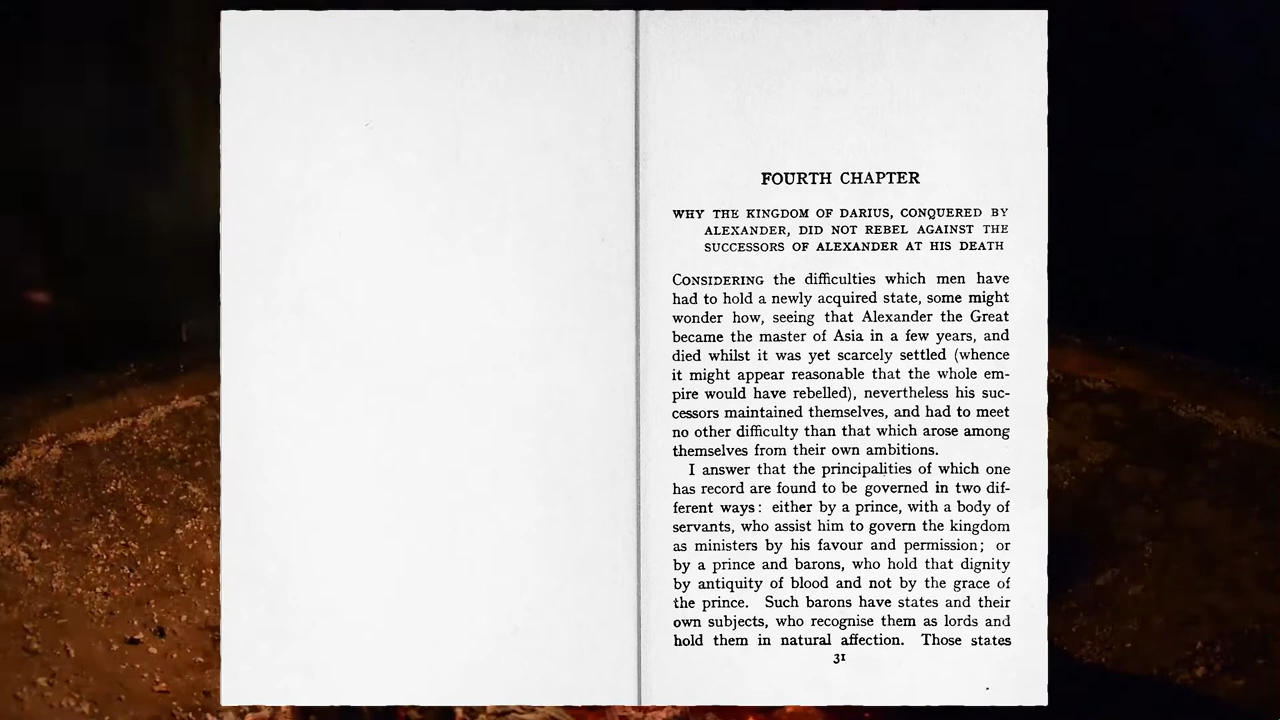 FOURTH CHAPTER
WHY THE KINGDOM OF DARIUS, CONQUERED BY
ALEXANDER, DID NOT REBEL AGAINST THE
SUCCESSORS OF ALEXANDER AT HIS DEATH
CONSIDERING the difficulties which men have
had to hold a newly acquired state, some might
wonder how, seeing that Alexander the Great
became the master of Asia in a few years, and
died whilst it was yet scarcely settled (whence
it might appear reasonable that the whole em-
pire would have rebelled), nevertheless his suc-
cessors maintained themselves, and had to meet
no other difficulty than that which arose among
themselves from their own ambitions.
I answer that the principalities of which one
has record are found to be governed in two dif-
ferent ways: either by a prince, with a body of
servants, who assist him to govern the kingdom
as ministers by his favour and permission; or
by a prince and barons, who hold that dignity
by antiquity of blood and not by the grace of
the prince. Such barons have states and their
own subjects, who recognise them as lords and
hold them in natural affection. Those states
31